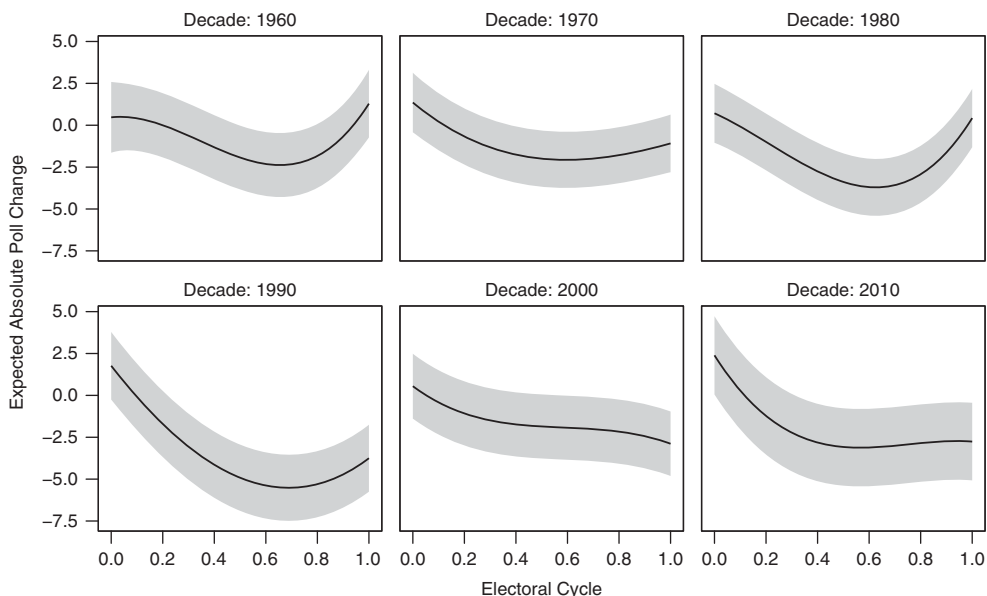 Decade: 1960
Decade: 1970
Decade: 1980
5.0
2.5
0.0
−2.5
−5.0
−7.5
Decade: 1990
Decade: 2000
Decade: 2010
5.0
2.5
0.0
−2.5
−5.0
−7.5
Expected Absolute Poll Change
0.0 0.2 0.4 0.6 0.8 1.0 0.0 0.2 0.4 0.6 0.8 1.0 0.0 0.2 0.4 0.6 0.8 1.0
Electoral Cycle